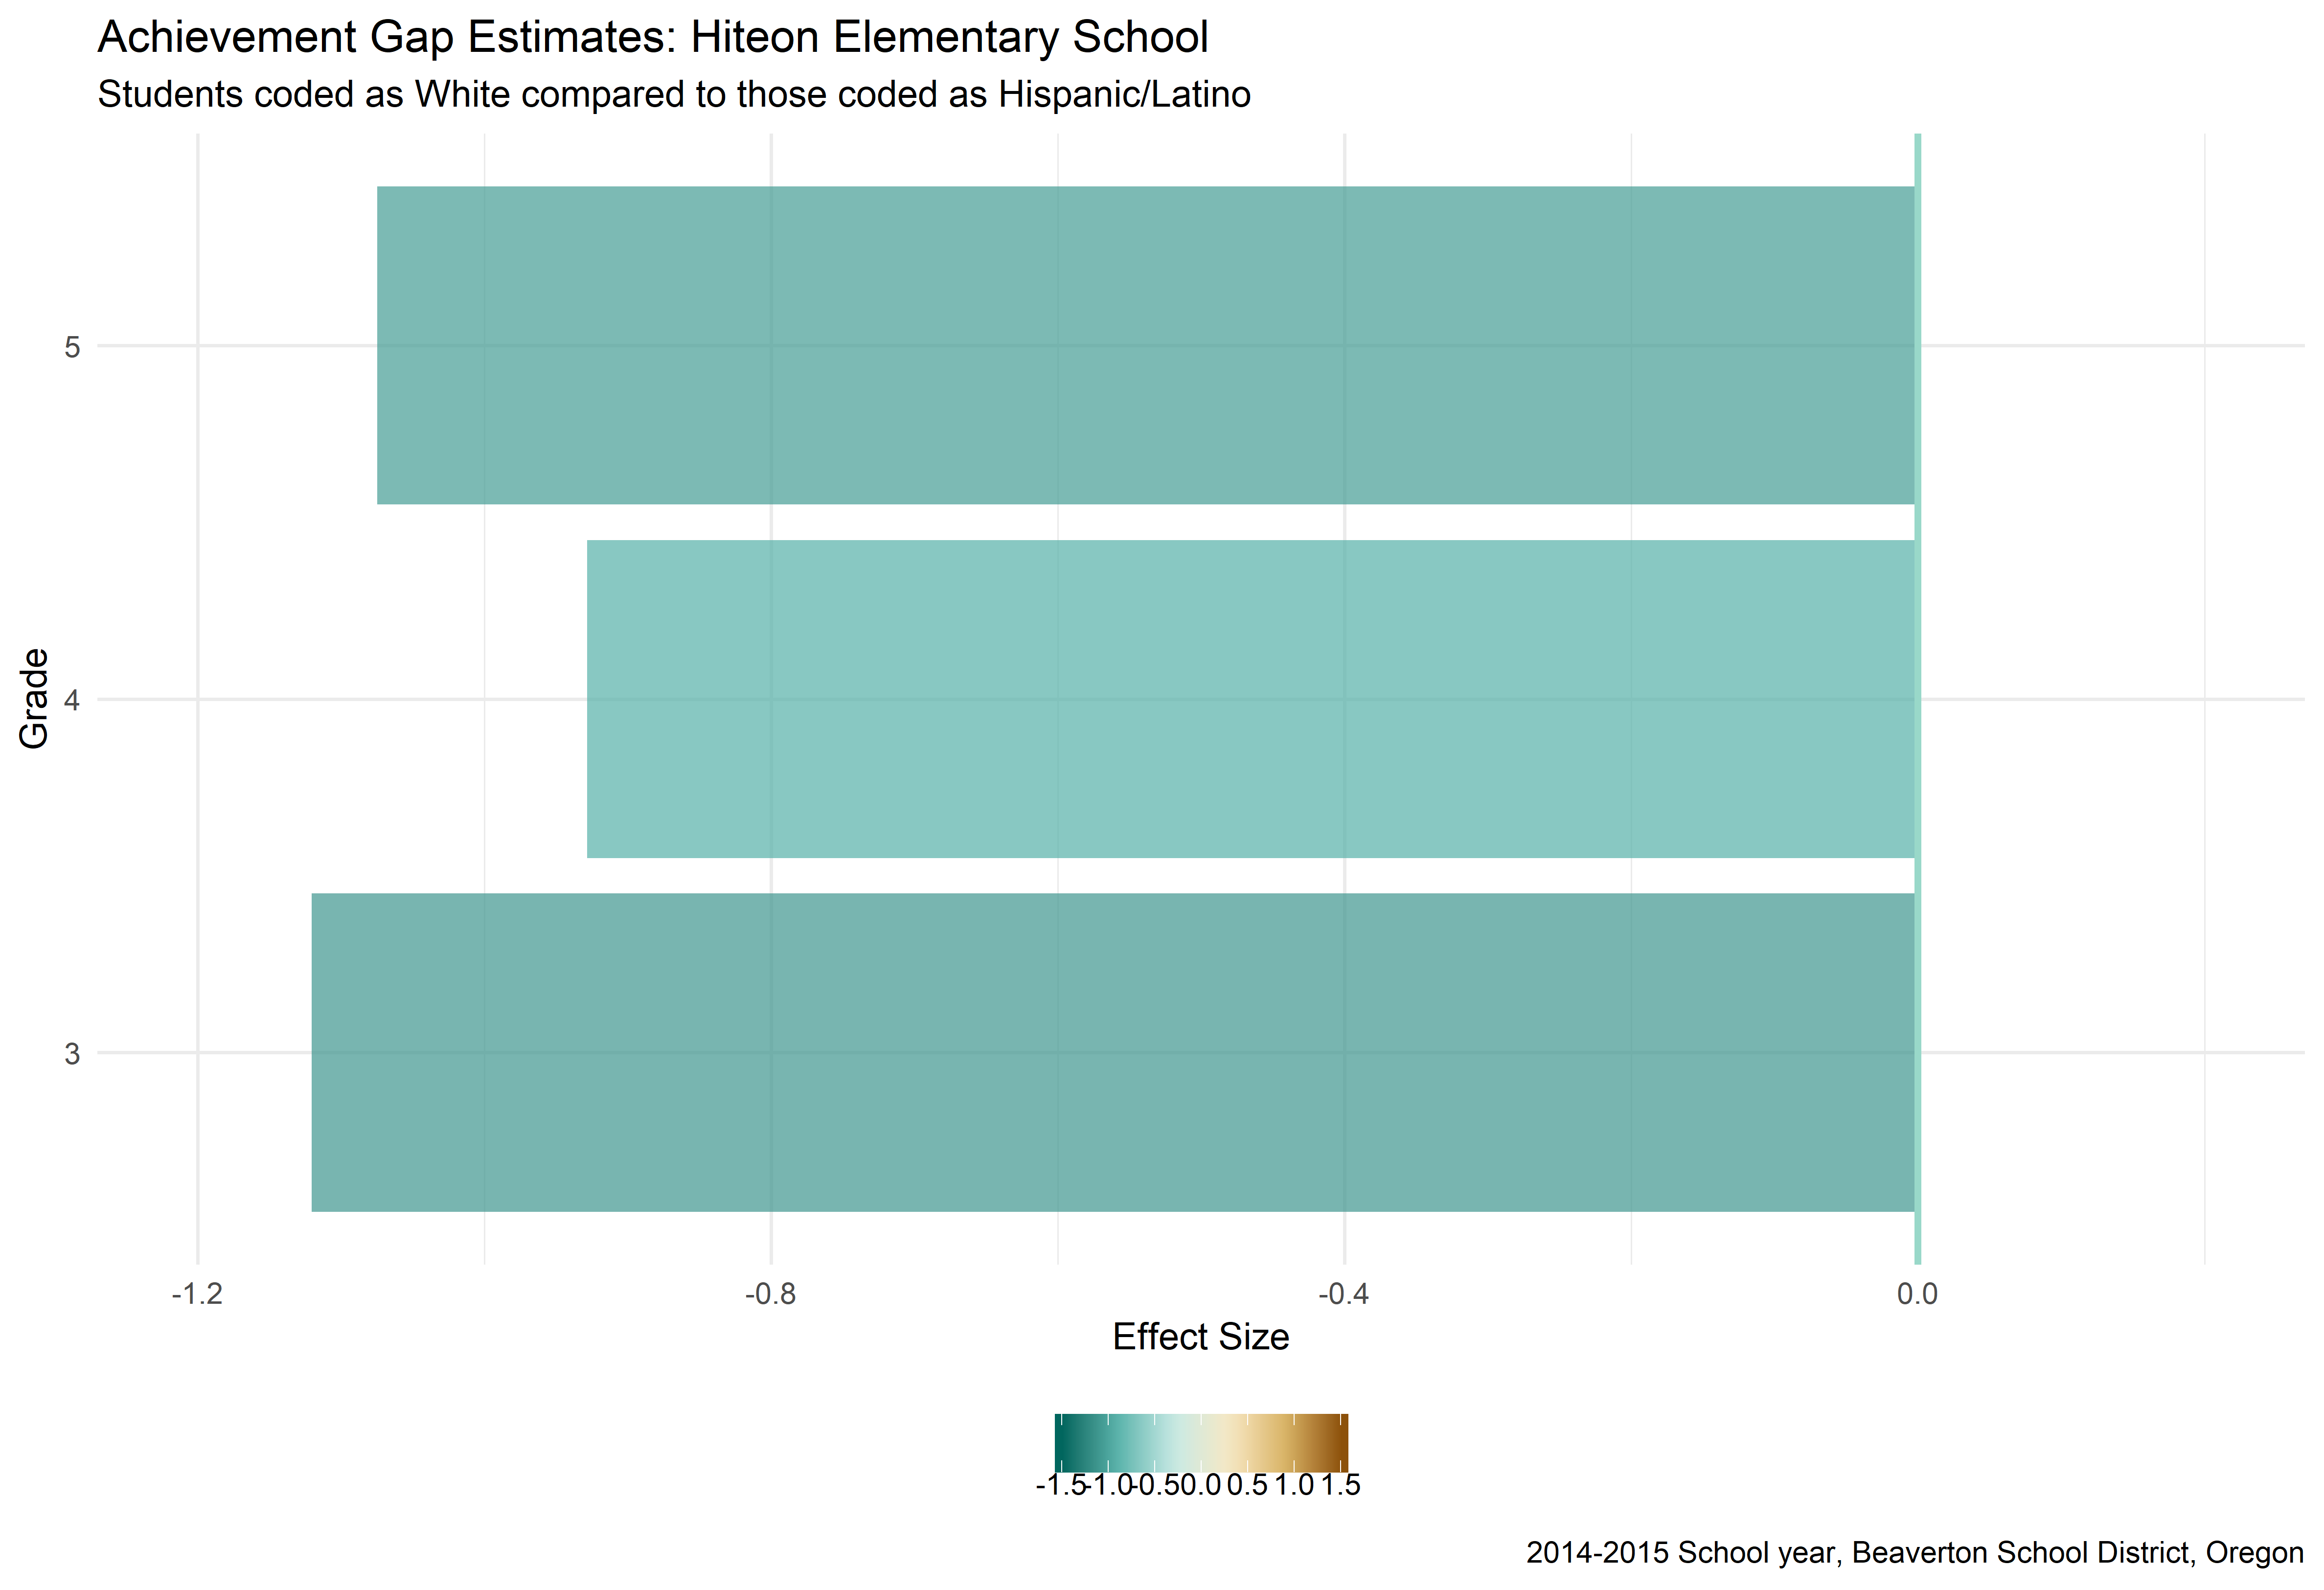 Achievement Gap Estimates: Hiteon Elementary School
Students coded as White compared to those coded as Hispanic/Latino
5
4
3
Grade
-1.2 -0.8 -0.4 0.0
Effect Size
-1.5 -1.0 -0.5 0.0 0.5 1.0 1.5
2014-2015 School year, Beaverton School District, Oregon